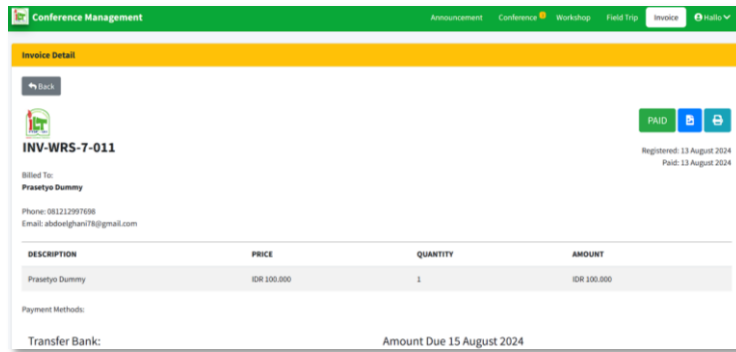 Conference Management
Announcement Conference Workshop Field Trip Invoice Hallo
Invoice Detail
Back
PAID
INV-WRS-7-011
Registered: 13 August 2024
Paid: 13 August 2024
Billed To:
Prasetyo Dummy
Phone: 081212997698
Email: abdoelghani78@gmail.com
DESCRIPTION PRICE QUANTITY AMOUNT
Prasetyo Dummy IDR 100.000 1 IDR 100.000
Payment Methods:
Transfer Bank: Amount Due 15 August 2024